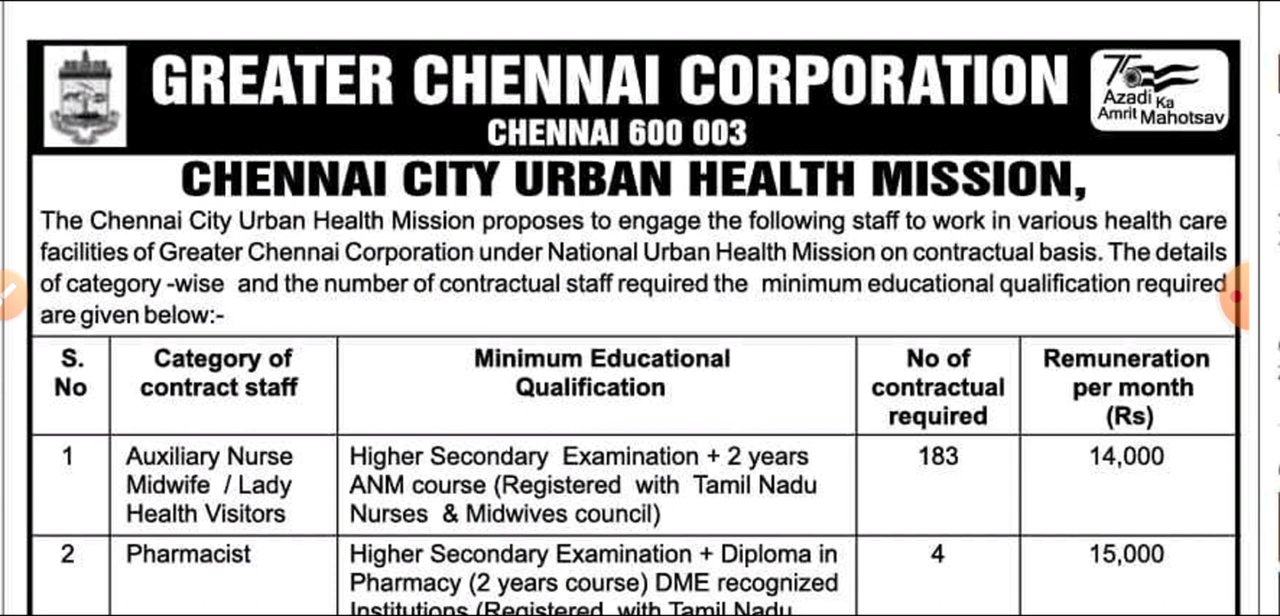 GREATER CHENNAI CORPORATION
75
Azadi Ka
Amrit Mahotsav
CHENNAI 600 003
CHENNAI CITY URBAN HEALTH MISSION,
The Chennai City Urban Health Mission proposes to engage the following staff to work in various health care
facilities of Greater Chennai Corporation under National Urban Health Mission on contractual basis. The details
of category -wise and the number of contractual staff required the minimum educational qualification required
are given below:-
S.
No
Category of
contract staff
Minimum Educational
Qualification
No of
contractual
required
Remuneration
per month
(Rs)
1
Auxiliary Nurse
Midwife / Lady
Health Visitors
Higher Secondary Examination + 2 years
ANM course (Registered with Tamil Nadu
Nurses & Midwives council)
183
14,000
2
Pharmacist
Higher Secondary Examination + Diploma in
Pharmacy (2 years course) DME recognized
Institutions (Registered with Tamil Nadu
4
15,000